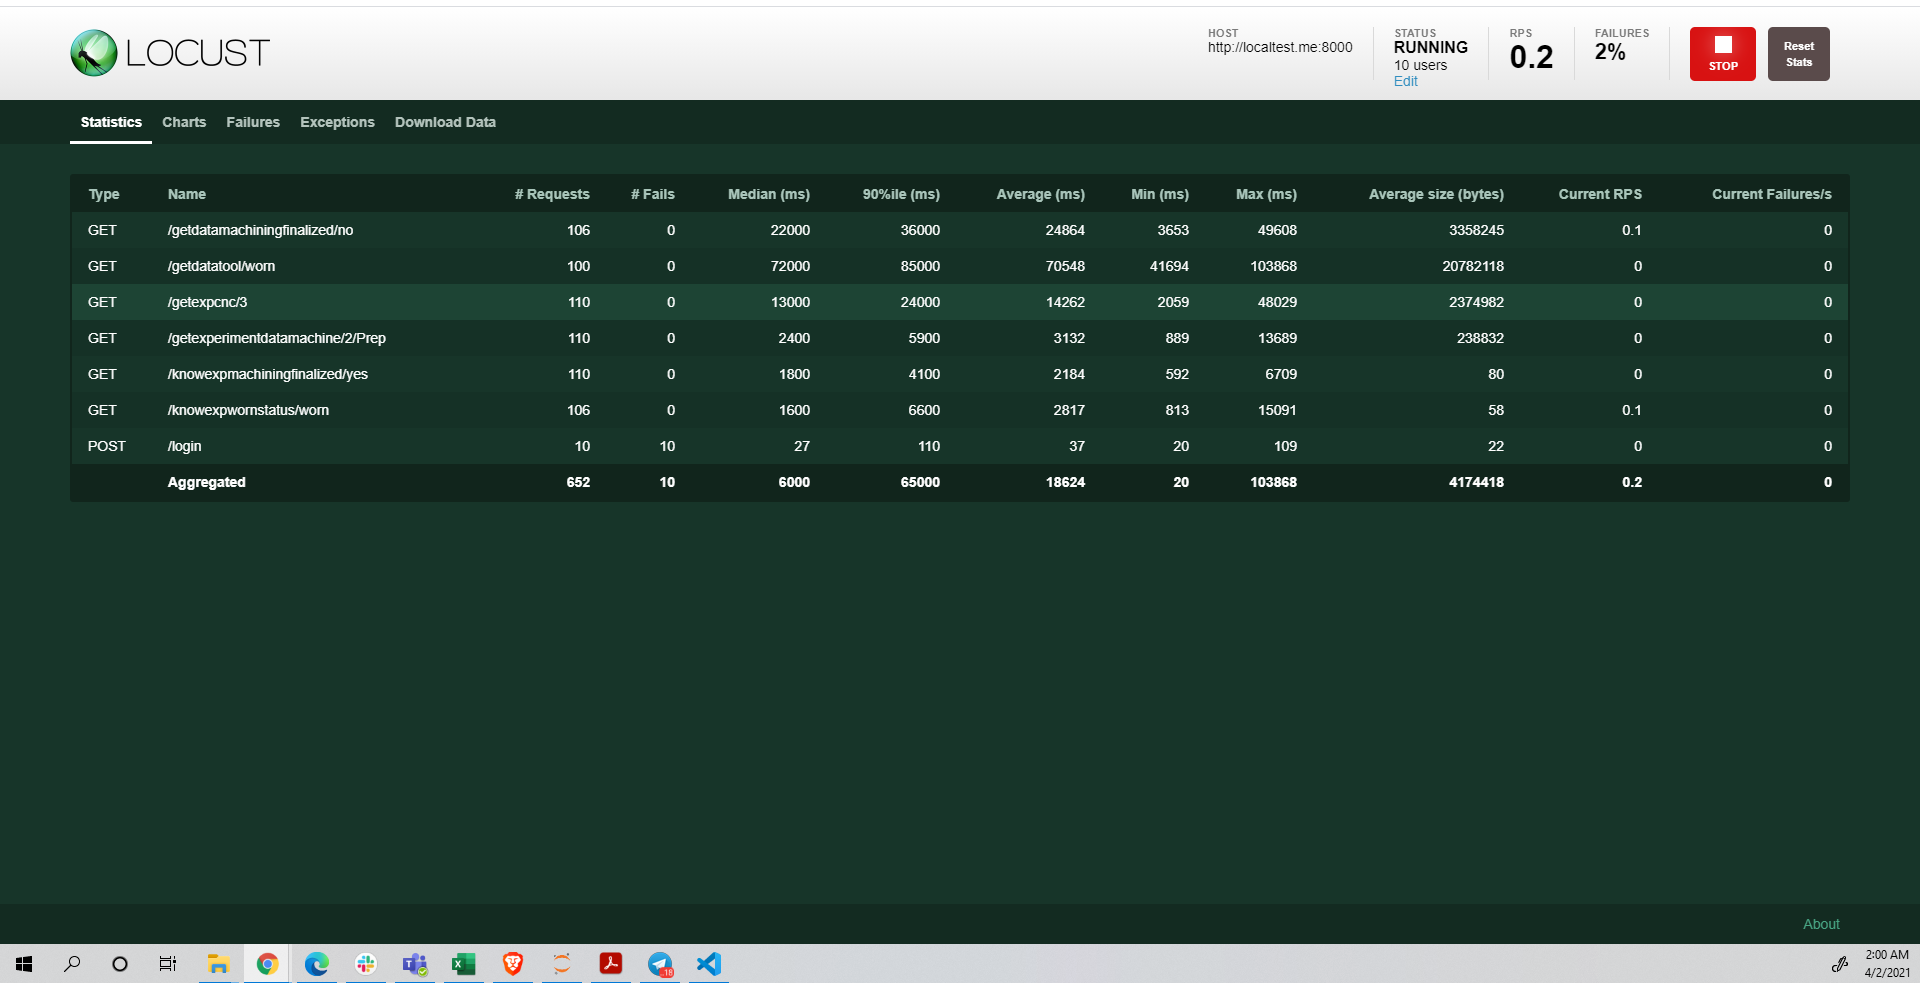 LOCUST
HOST
http://localtest.me:8000
STATUS
RUNNING
10 users
Edit
RPS
0.2
FAILURES
2%
STOP
Reset
Stats
Statistics Charts Failures Exceptions Download Data
Type Name # Requests # Fails Median (ms) 90%ile (ms) Average (ms) Min (ms) Max (ms) Average size (bytes) Current RPS Current Failures/s
GET /getdatamachiningfinalized/no 106 0 22000 36000 24864 3653 49608 3358245 0.1 0
GET /getdatatool/worn 100 0 72000 85000 70548 41694 103868 20782118 0 0
GET /getexpcnc/3 110 0 13000 24000 14262 2059 48029 2374982 0 0
GET /getexperimentdatamachine/2/Prep 110 0 2400 5900 3132 889 13689 238832 0 0
GET /knowexpmachiningfinalized/yes 110 0 1800 4100 2184 592 6709 80 0 0
GET /knowexpwornstatus/worn 106 0 1600 6600 2817 813 15091 58 0.1 0
POST /login 10 10 27 110 37 20 109 22 0 0
Aggregated 652 10 6000 65000 18624 20 103868 4174418 0.2 0
About
18
2:00 AM
4/2/2021